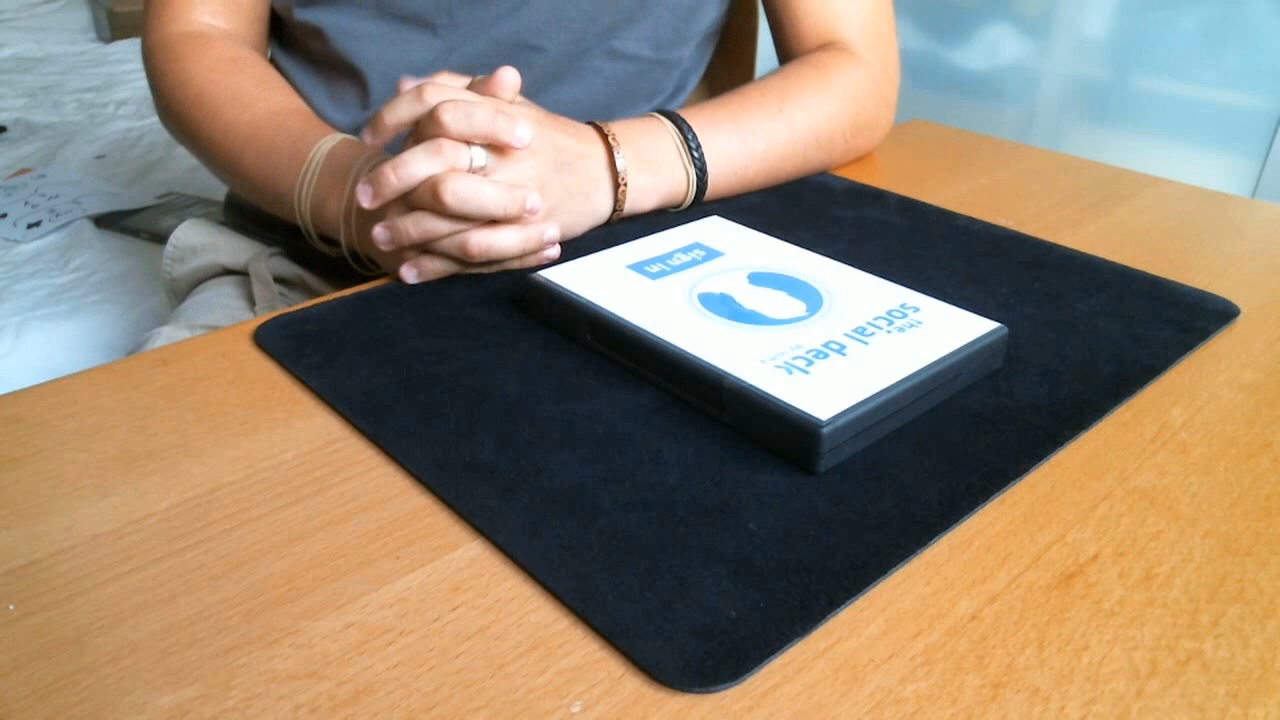 the.
social deck
sign in